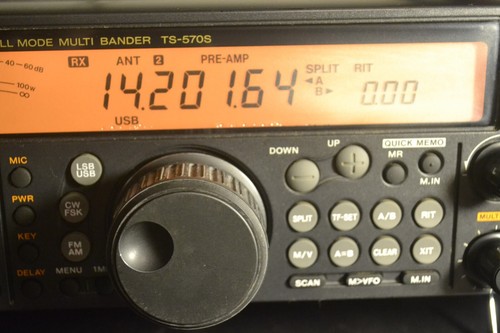 LL MODE MULTI BANDER TS-570S
40 60dB
RX ANT 2 PRE-AMP
SPLIT RIT
100w
14.201.64 A B 0.00
∞
USB
DOWN UP QUICK MEMO
MIC LSB USB MR M.IN
PWR CW FSK SPLIT TF-SET A/B RIT
KEY FM AM M/V A=B CLEAR XIT
MULTI
DELAY MENU 1M
SCAN M>VFO M.IN